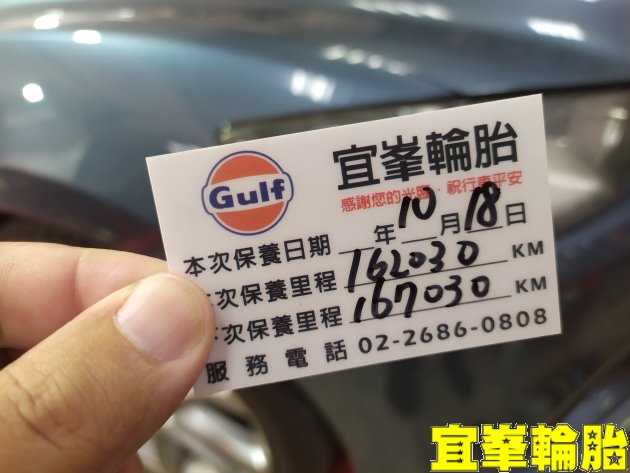 Gulf
宜峯輪胎
感謝您的光臨．祝行車平安
本次保養日期 年 10 月 18 日
本次保養里程 162030 KM
次保養里程 167030 KM
服務電話 02-2686-0808
宜峯輪胎